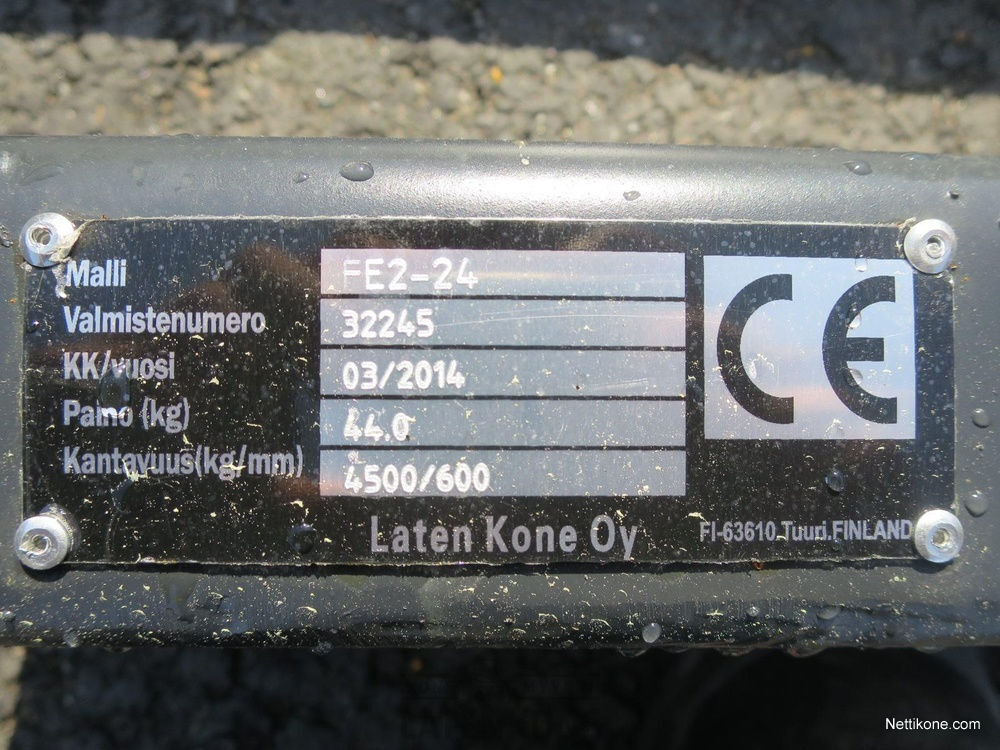 Malli FE2-24
Valmistenumero 32245
KK/vuosi 03/2014
Paino (kg) 44.0
Kantavuus(kg/mm) 4500/600
CE
Laten Kone Oy
FI-63610 Tuuri.FINLAND
Nettikone.com